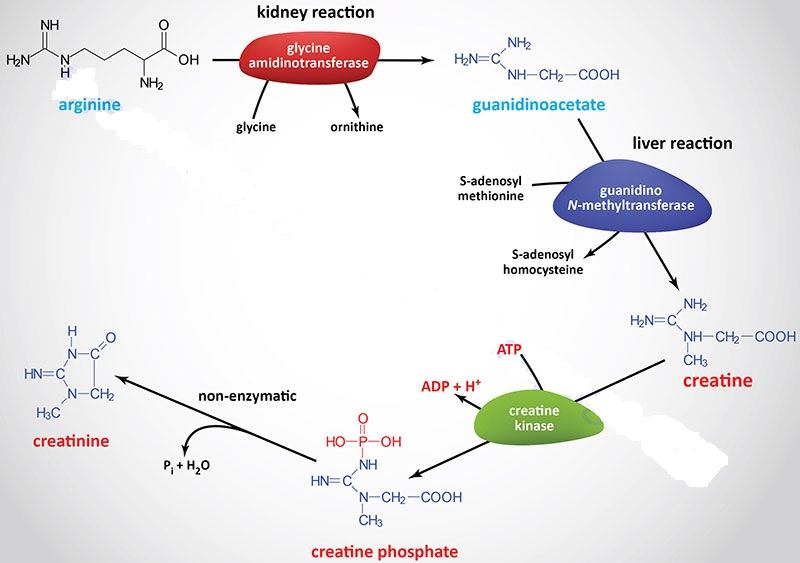 kidney reaction
NH
H₂N
N
H
O
OH
NH₂
arginine
glycine
amidinotransferase
glycine
ornithine
NH₂
H₂N=C
NH—CH₂—COOH
guanidinoacetate
liver reaction
S-adenosyl
methionine
guanidino
N-methyltransferase
S-adenosyl
homocysteine
NH₂
H₂N=C
NH—CH₂—COOH
CH₃
creatine
ATP
ADP + H⁺
creatine
kinase
O
HO—P—OH
NH
HN=C
N—CH₂—COOH
CH₃
creatine phosphate
non-enzymatic
Pᵢ + H₂O
H
N
O
C
HN=C
N
CH₂
H₃C
creatinine